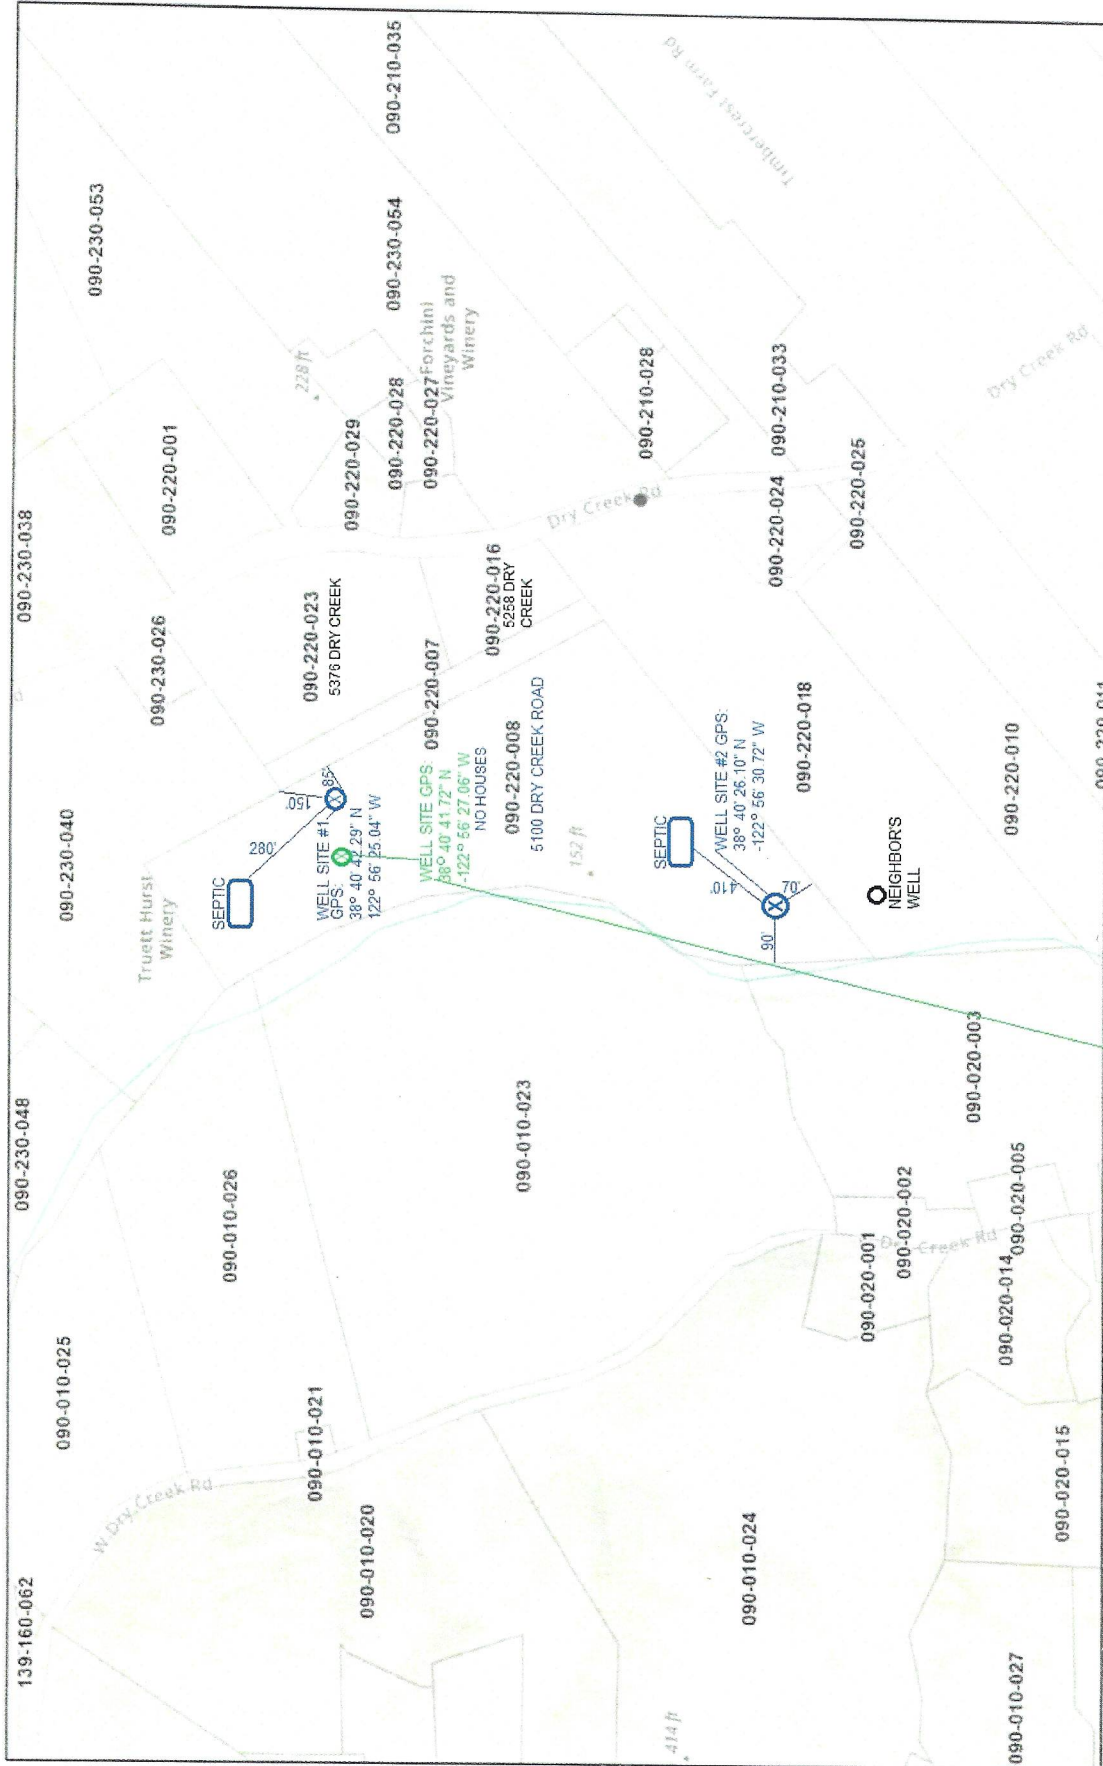 139-160-062
090-230-048
090-230-038
090-010-025
090-230-040
090-230-053
Truett Hurst
Winery
090-230-026
090-220-001
W Dry Creek Rd
090-010-026
SEPTIC
280'
150'
85'
228 ft
090-010-021
WELL SITE #1
GPS:
38° 40' 42.29" N
122° 56' 25.04" W
090-220-023
5376 DRY CREEK
090-220-029
090-010-020
090-220-028
090-230-054
090-210-035
WELL SITE GPS:
38° 40' 41.72" N
-122° 56' 27.06" W
NO HOUSES
090-220-007
090-220-027
Forchini
Vineyards and
Winery
090-220-016
5258 DRY
CREEK
090-010-023
090-220-008
5100 DRY CREEK ROAD
152 ft
Dry Creek Rd
090-210-028
Timbercrest Farm Rd
414 ft
SEPTIC
410'
WELL SITE #2 GPS:
38° 40' 26.10" N
-122° 56' 30.72" W
090-010-024
90'
70'
090-220-018
090-220-024
090-210-033
090-020-001
NEIGHBOR'S
WELL
090-220-025
090-020-002
Creek Rd
090-020-003
Dry Creek Rd
090-010-027
090-020-014
090-020-005
090-220-010
090-020-015
090-220-011